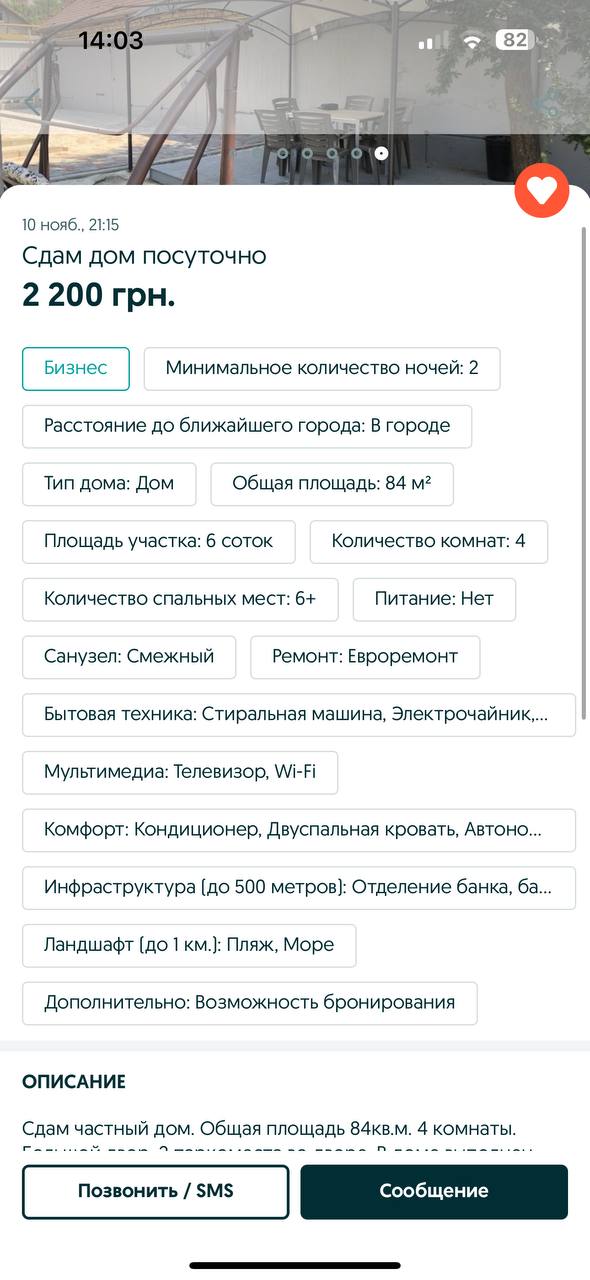 14:03
82
10 нояб., 21:15
Сдам дом посуточно
2 200 грн.
Бизнес
Минимальное количество ночей: 2
Расстояние до ближайшего города: В городе
Тип дома: Дом
Общая площадь: 84 м²
Площадь участка: 6 соток
Количество комнат: 4
Количество спальных мест: 6+
Питание: Нет
Санузел: Смежный
Ремонт: Евроремонт
Бытовая техника: Стиральная машина, Электрочайник,...
Мультимедиа: Телевизор, Wi-Fi
Комфорт: Кондиционер, Двуспальная кровать, Автоно...
Инфраструктура (до 500 метров): Отделение банка, ба...
Ландшафт (до 1 км.): Пляж, Море
Дополнительно: Возможность бронирования
ОПИСАНИЕ
Сдам частный дом. Общая площадь 84кв.м. 4 комнаты.
Позвонить / SMS
Сообщение